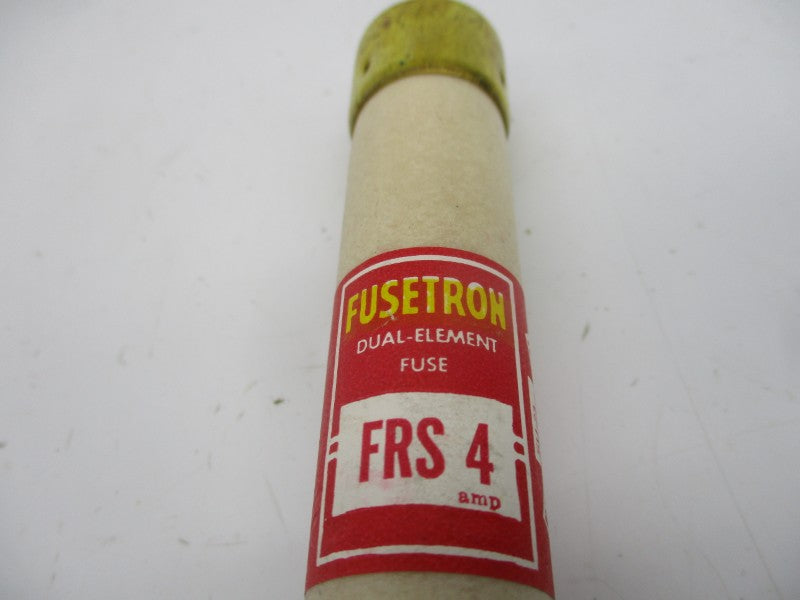 FUSETRON
DUAL-ELEMENT
FUSE
FRS 4
amp